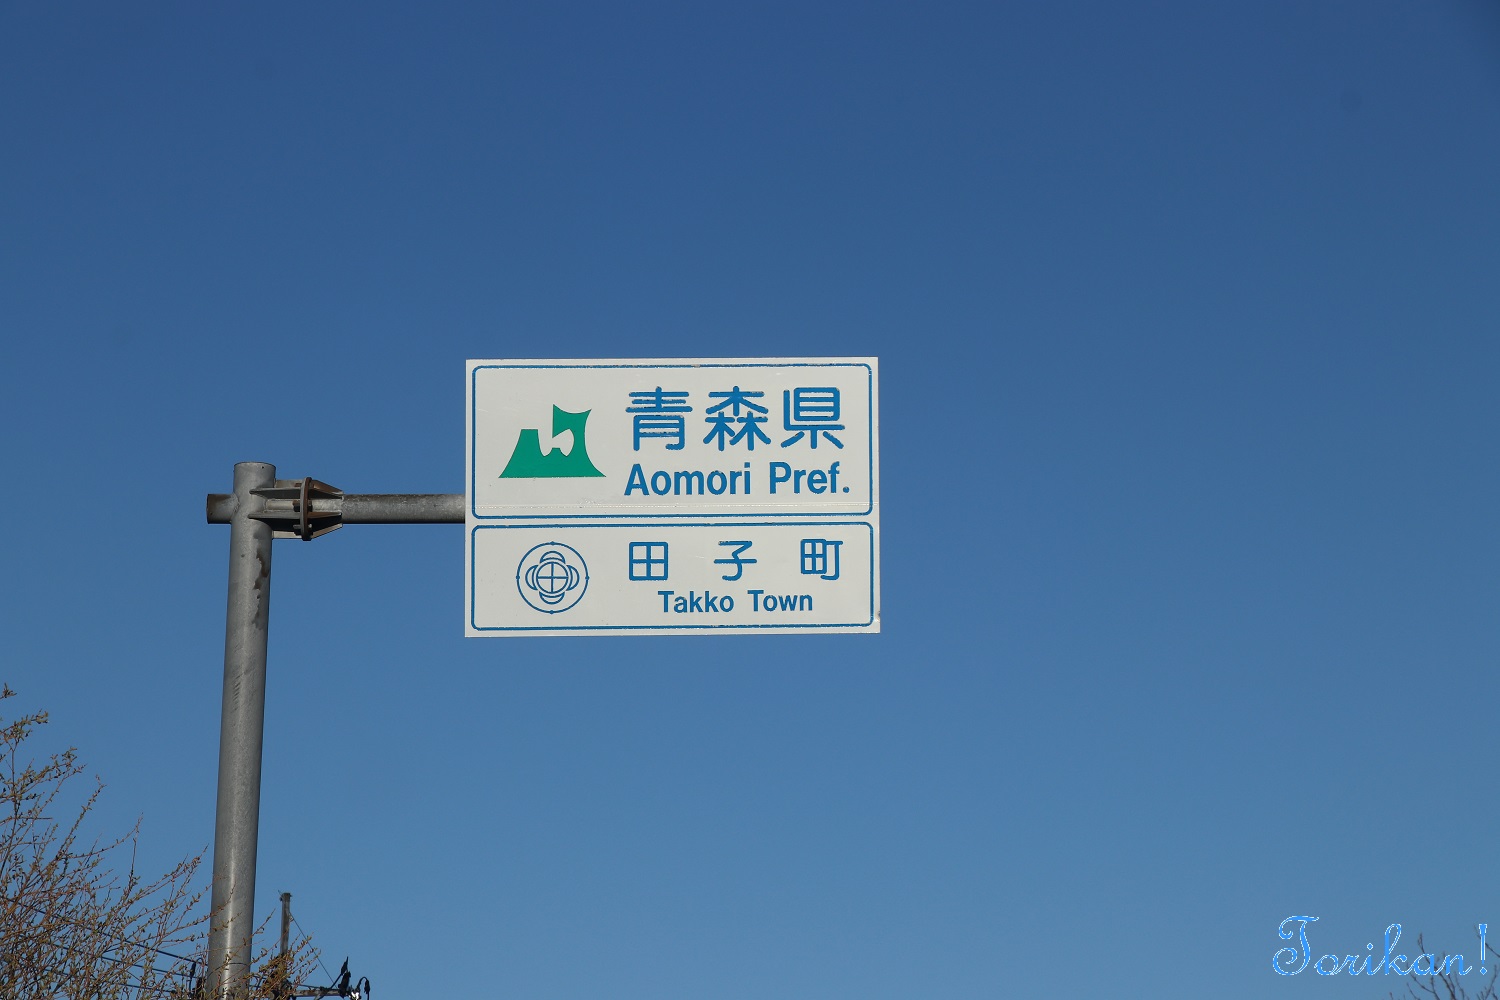 青森県
Aomori Pref.
田子町
Takko Town
Torikan!